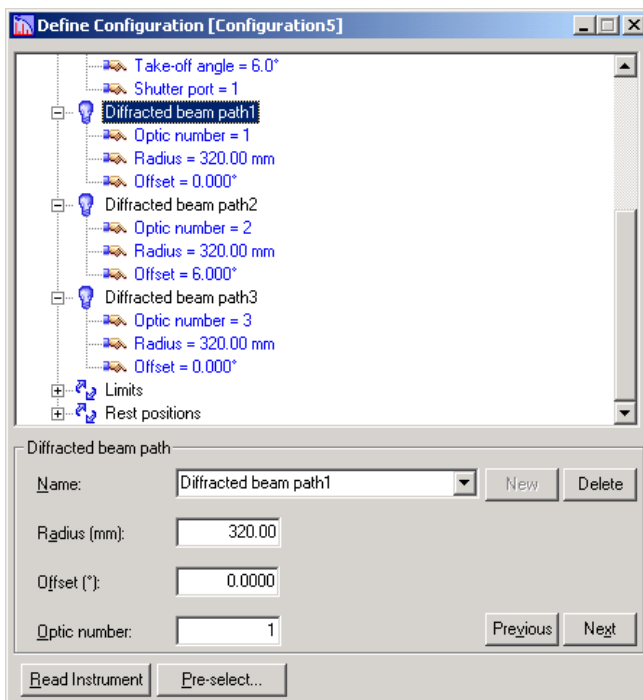 Define Configuration [Configuration5]
Take-off angle = 6.0°
Shutter port = 1
Diffracted beam path1
Optic number = 1
Radius = 320.00 mm
Offset = 0.000°
Diffracted beam path2
Optic number = 2
Radius = 320.00 mm
Offset = 6.000°
Diffracted beam path3
Optic number = 3
Radius = 320.00 mm
Offset = 0.000°
Limits
Rest positions
Diffracted beam path
Name: Diffracted beam path1 New Delete
Radius (mm): 320.00
Offset (°): 0.0000
Optic number: 1 Previous Next
Read Instrument Pre-select...